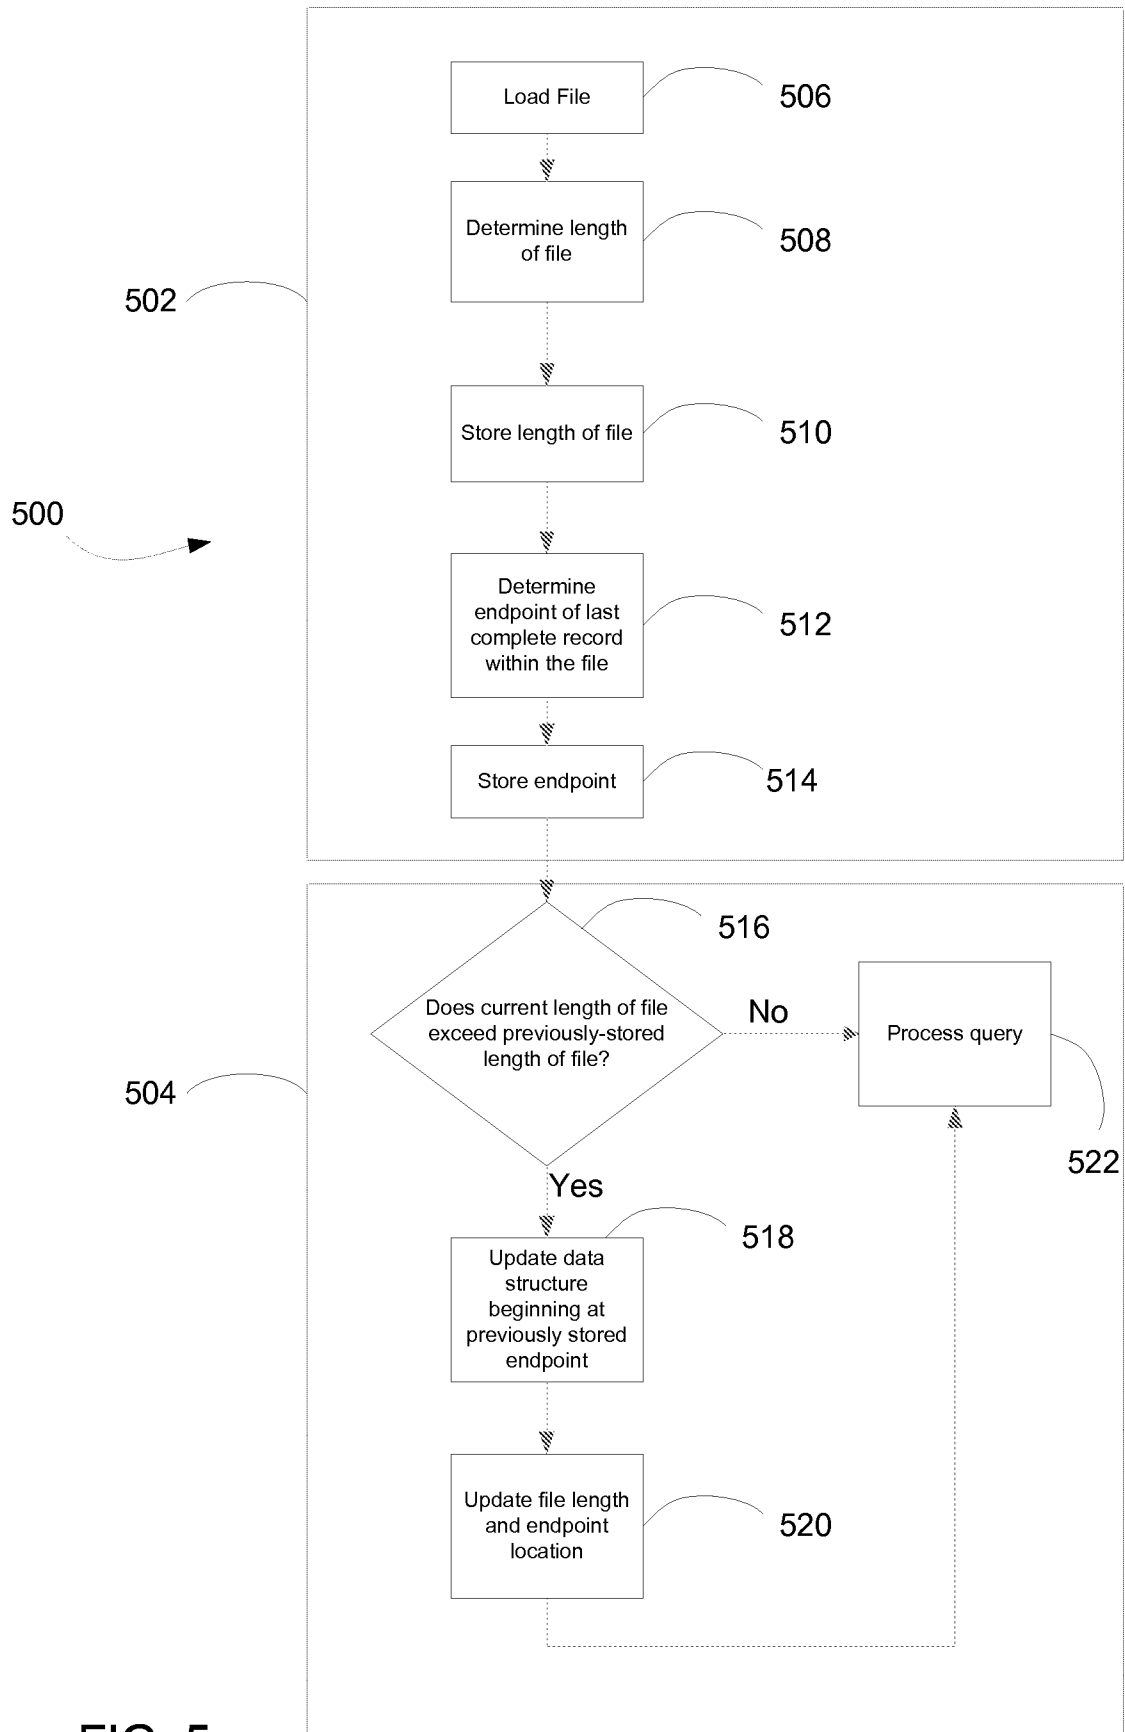 Load File
506
Determine length
of file
508
502
Store length of file
510
500
Determine
endpoint of last
complete record
within the file
512
Store endpoint
514
516
Does current length of file
exceed previously-stored
length of file?
No
Process query
504
522
Yes
518
Update data
structure
beginning at
previously stored
endpoint
Update file length
and endpoint
location
520
FIG. 5